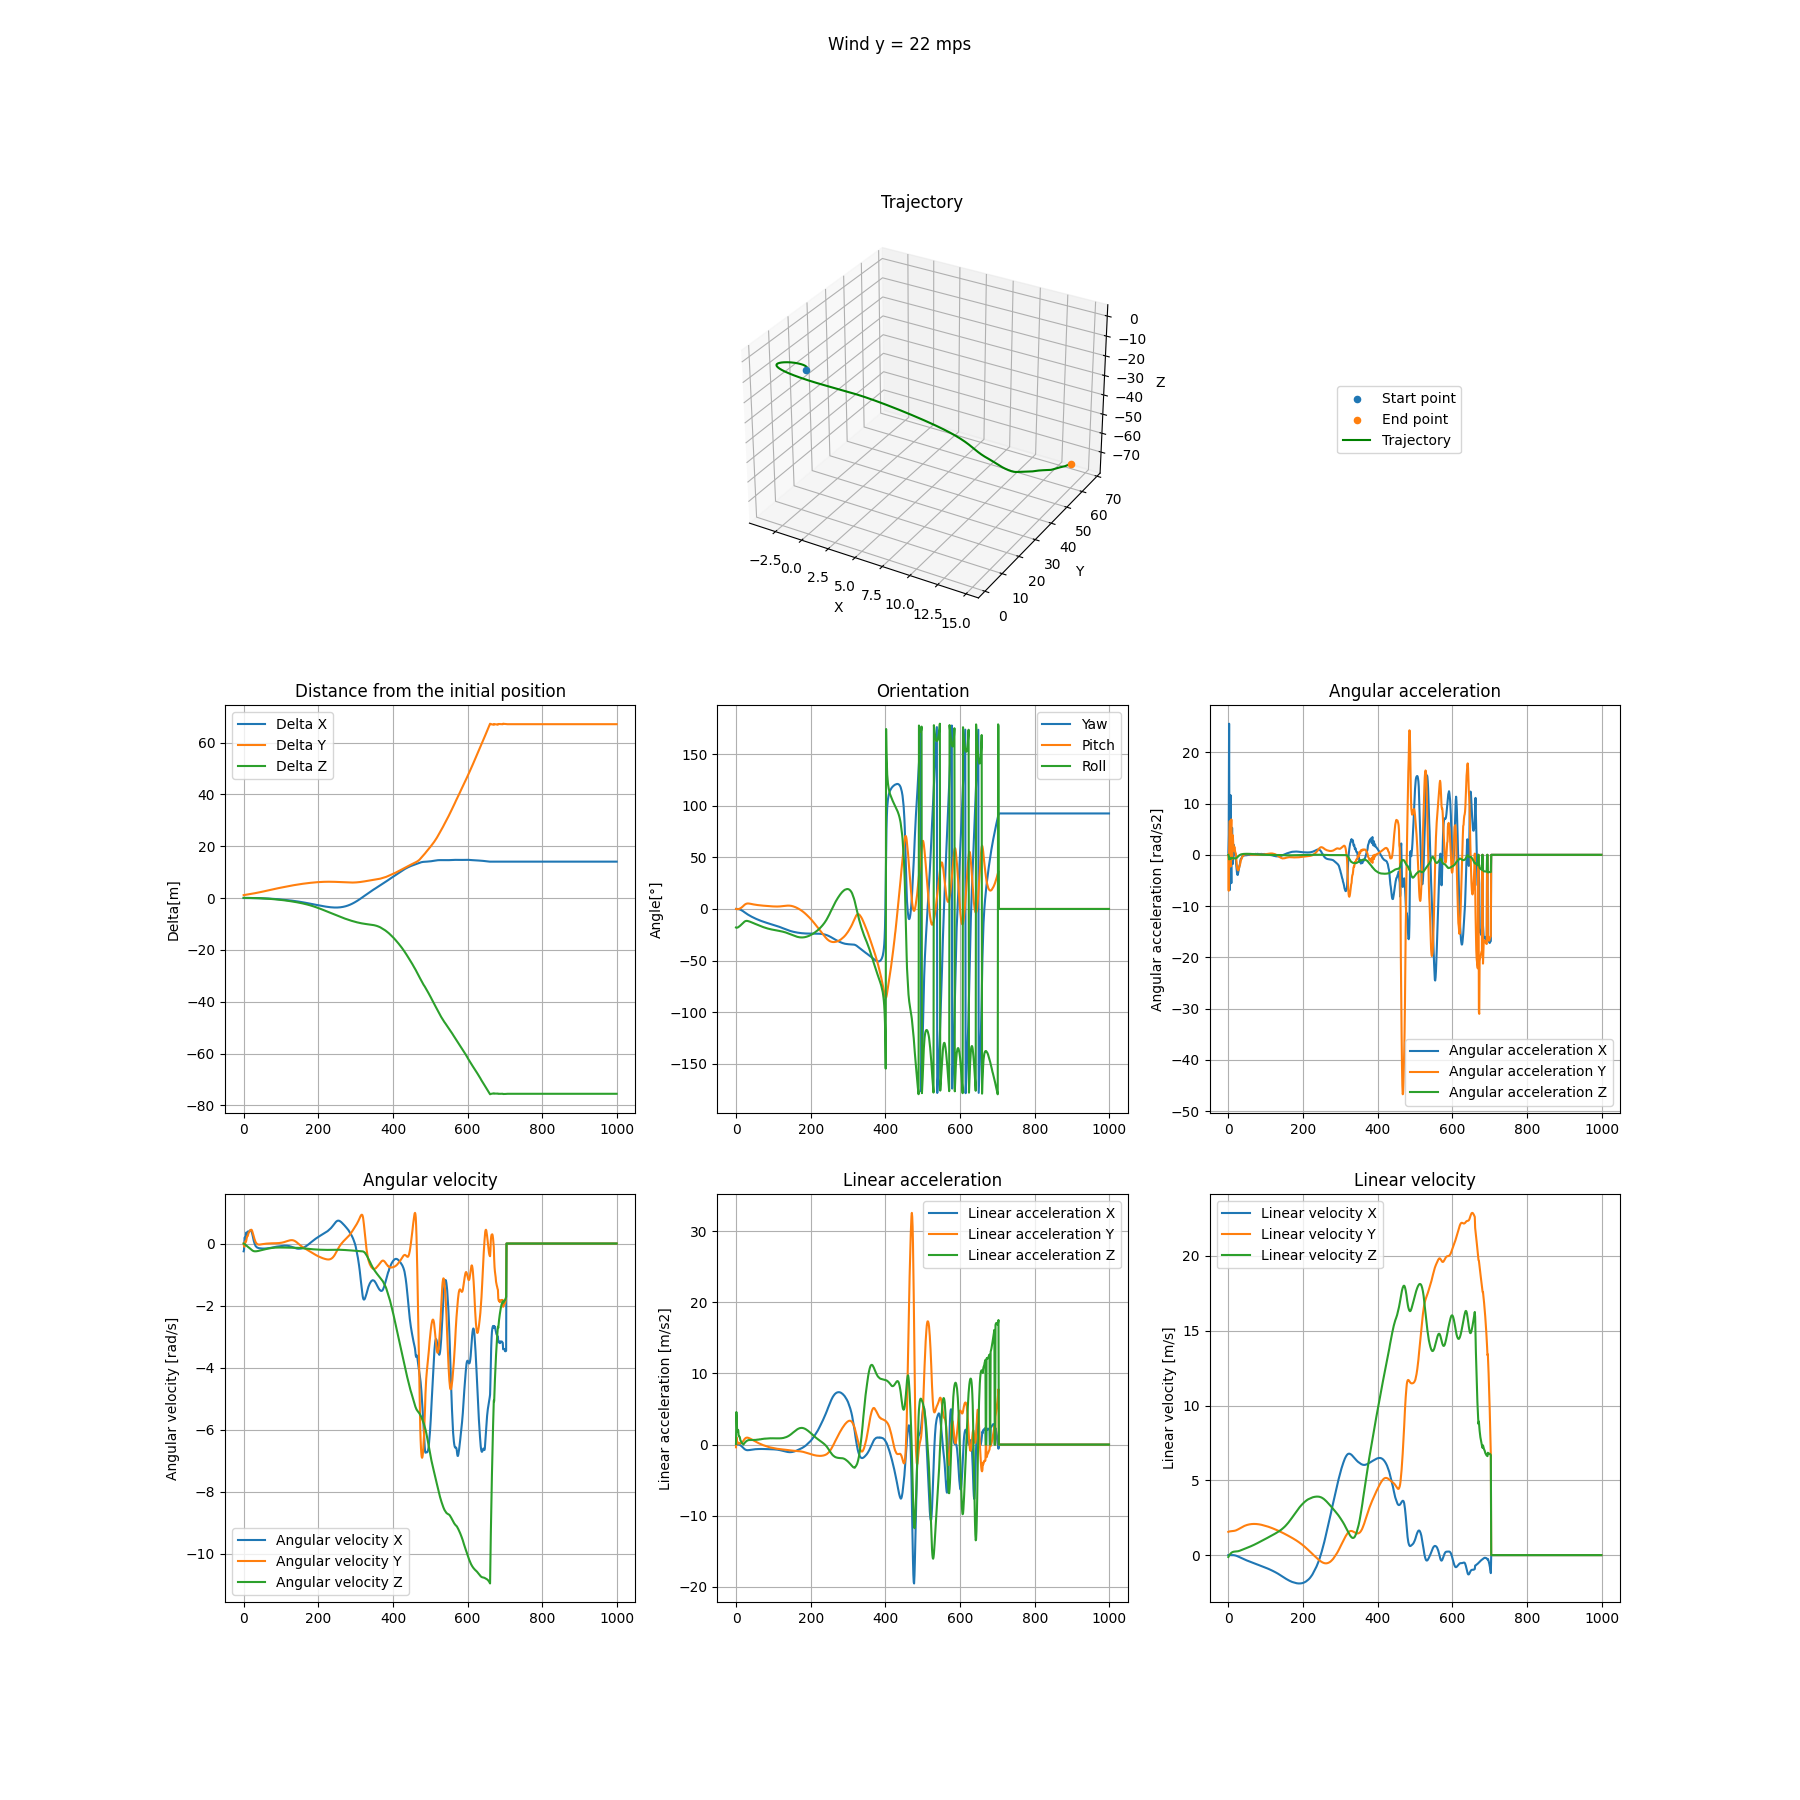 Wind y = 22 mps
Trajectory
0
−10
−20
−30
−40
−50
−60
−70
Z
−2.5
0.0
2.5
5.0
7.5
10.0
12.5
15.0
X
0
10
20
30
40
50
60
70
Y
Start point
End point
Trajectory
Distance from the initial position
Delta X
Delta Y
Delta Z
60
40
20
0
−20
−40
−60
−80
Delta[m]
0 200 400 600 800 1000
Orientation
Yaw
Pitch
Roll
150
100
50
0
−50
−100
−150
Angle[°]
0 200 400 600 800 1000
Angular acceleration
20
10
0
−10
−20
−30
−40
−50
Angular acceleration [rad/s2]
Angular acceleration X
Angular acceleration Y
Angular acceleration Z
0 200 400 600 800 1000
Angular velocity
0
−2
−4
−6
−8
−10
Angular velocity [rad/s]
Angular velocity X
Angular velocity Y
Angular velocity Z
0 200 400 600 800 1000
Linear acceleration
Linear acceleration X
Linear acceleration Y
Linear acceleration Z
30
20
10
0
−10
−20
Linear acceleration [m/s2]
0 200 400 600 800 1000
Linear velocity
Linear velocity X
Linear velocity Y
Linear velocity Z
20
15
10
5
0
Linear velocity [m/s]
0 200 400 600 800 1000